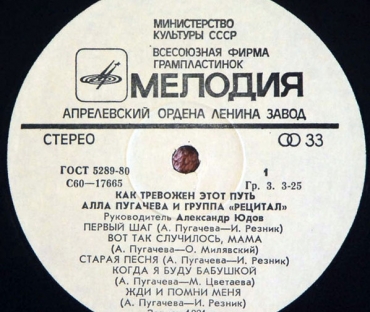 МИНИСТЕРСТВО
КУЛЬТУРЫ СССР
ВСЕСОЮЗНАЯ ФИРМА
ГРАМПЛАСТИНОК
МЕЛОДИЯ
АПРЕЛЕВСКИЙ ОРДЕНА ЛЕНИНА ЗАВОД
СТЕРЕО 33
ГОСТ 5289-80 1
С60—17665 Гр. 3. 3-25
КАК ТРЕВОЖЕН ЭТОТ ПУТЬ
АЛЛА ПУГАЧЕВА И ГРУППА «РЕЦИТАЛ»
Руководитель Александр Юдов
ПЕРВЫЙ ШАГ (А. Пугачева—И. Резник)
ВОТ ТАК СЛУЧИЛОСЬ, МАМА
(А. Пугачева—О. Милявский)
СТАРАЯ ПЕСНЯ (А. Пугачева—И. Резник)
КОГДА Я БУДУ БАБУШКОЙ
(А. Пугачева—М. Цветаева)
ЖДИ И ПОМНИ МЕНЯ
(А. Пугачева—И. Резник)